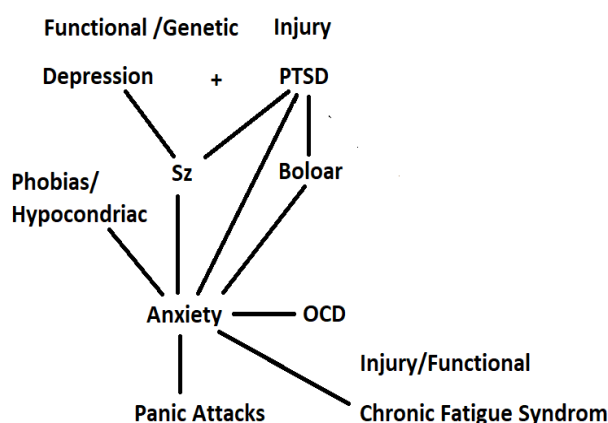 Functional /Genetic Injury
Depression + PTSD
Sz
Boloar
Phobias/
Hypocondriac
Anxiety OCD
Injury/Functional
Panic Attacks Chronic Fatigue Syndrom